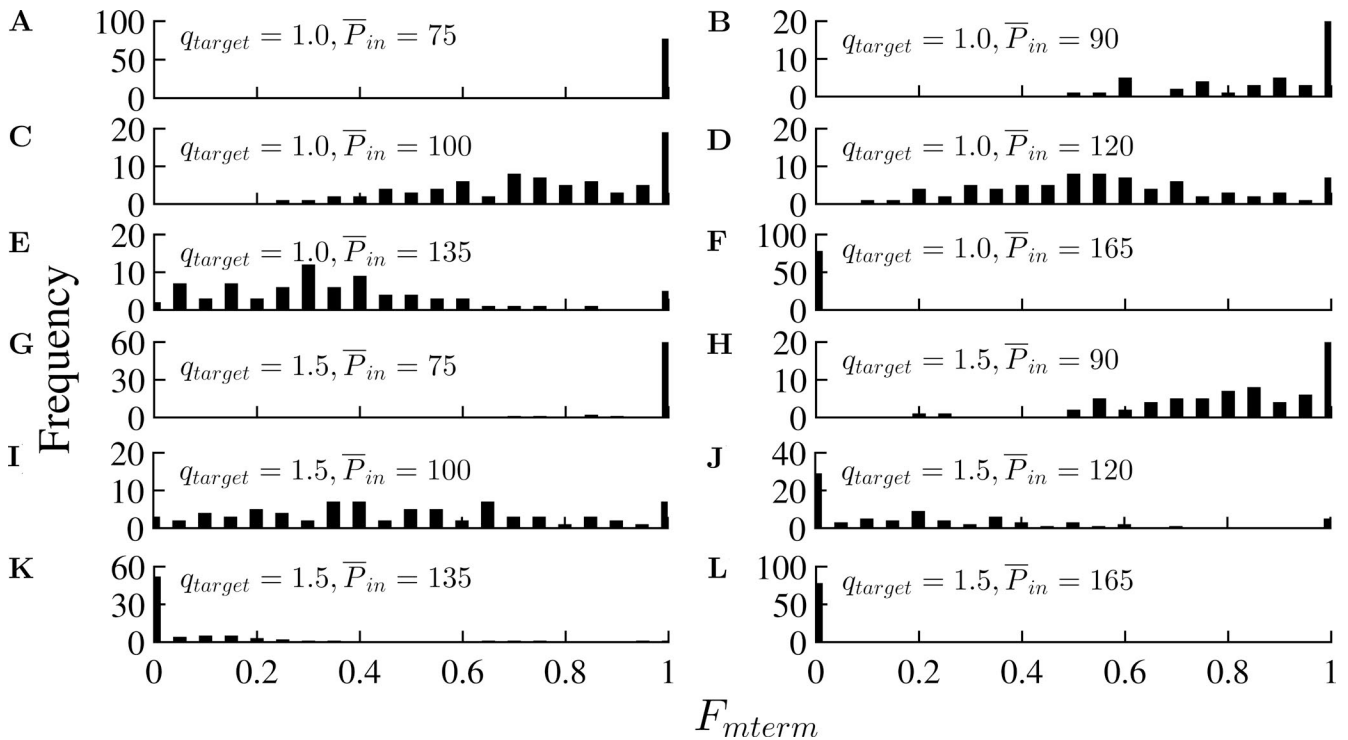 A
100
50
0
q_target = 1.0, P̅_in = 75
B
20
10
0
q_target = 1.0, P̅_in = 90
C
20
10
0
q_target = 1.0, P̅_in = 100
D
20
10
0
q_target = 1.0, P̅_in = 120
E
20
10
0
q_target = 1.0, P̅_in = 135
F
100
50
0
q_target = 1.0, P̅_in = 165
Frequency
G
60
30
0
q_target = 1.5, P̅_in = 75
H
20
10
0
q_target = 1.5, P̅_in = 90
I
20
10
0
q_target = 1.5, P̅_in = 100
J
40
20
0
q_target = 1.5, P̅_in = 120
K
60
30
0
q_target = 1.5, P̅_in = 135
L
100
50
0
q_target = 1.5, P̅_in = 165
0 0.2 0.4 0.6 0.8 1
0 0.2 0.4 0.6 0.8 1
F_mterm